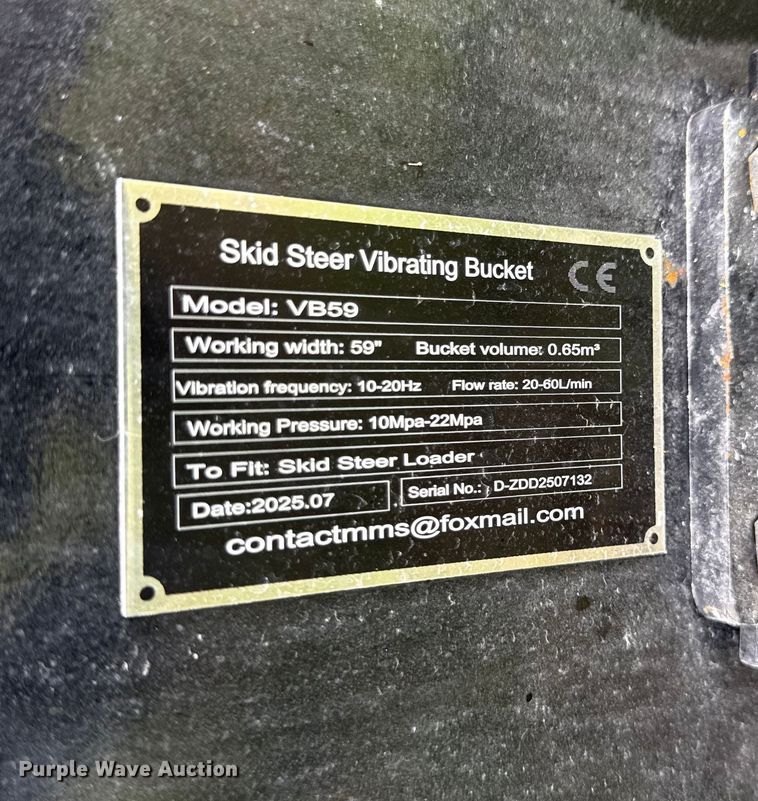 Skid Steer Vibrating Bucket CE
Model: VB59
Working width: 59" Bucket volume: 0.65m³
Vibration frequency: 10-20Hz Flow rate: 20-60L/min
Working Pressure: 10Mpa-22Mpa
To Fit: Skid Steer Loader
Date:2025.07 Serial No.: D-ZDD2507132
contactmms@foxmail.com
Purple Wave Auction